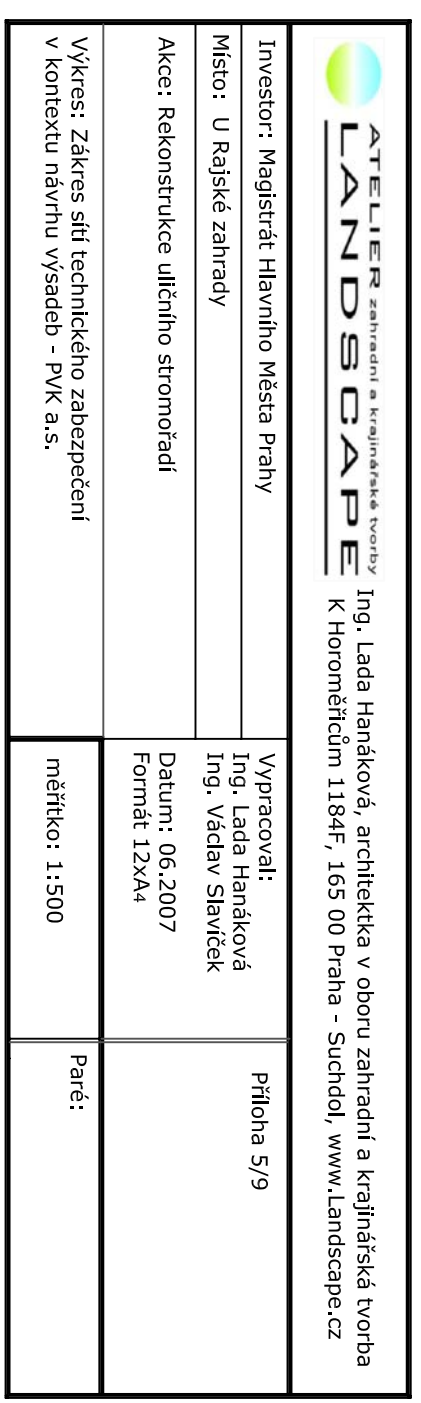 ATELIER zahradní a krajinářské tvorby
LANDSCAPE
Ing. Lada Hanáková, architektka v oboru zahradní a krajinářská tvorba
K Horoměřicům 1184F, 165 00 Praha - Suchdol, www.Landscape.cz
Investor: Magistrát Hlavního Města Prahy
Místo: U Rajské zahrady
Akce: Rekonstrukce uličního stromořadí
Výkres: Zákres sítí technického zabezpečení
v kontextu návrhu výsadeb - PVK a.s.
Vypracoval:
Ing. Lada Hanáková
Ing. Václav Slavíček
Datum: 06.2007
Formát 12xA4
měřítko: 1:500
Příloha 5/9
Paré: